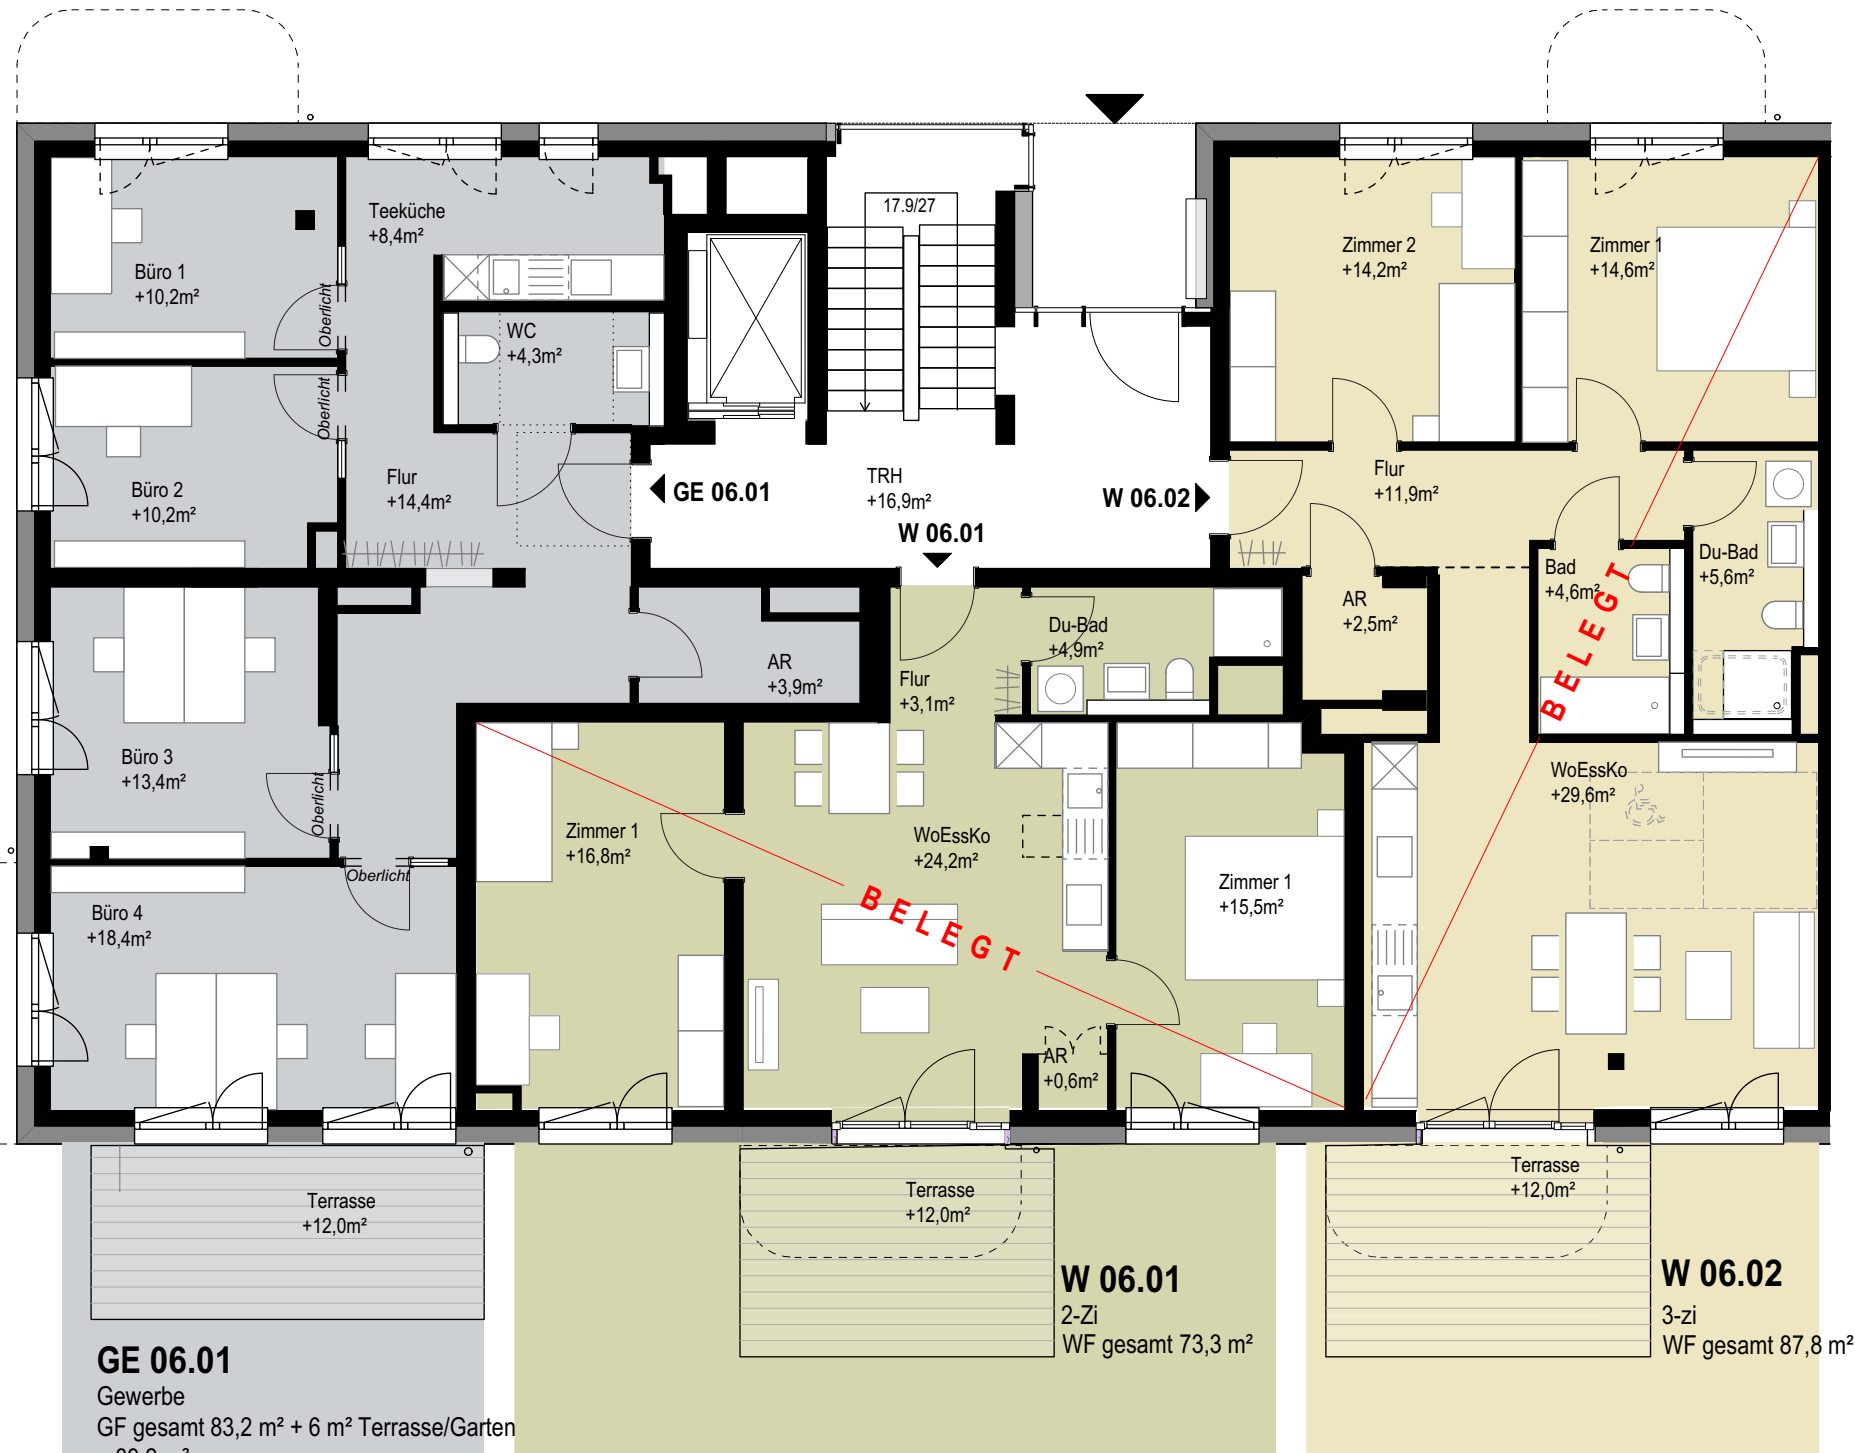 17.9/27
Teeküche
+8,4m²
Zimmer 2
+14,2m²
Zimmer 1
+14,6m²
Büro 1
+10,2m²
Oberlicht
WC
+4,3m²
Oberlicht
Büro 2
+10,2m²
Flur
+14,4m²
GE 06.01
TRH
+16,9m²
W 06.01
W 06.02
Flur
+11,9m²
Du-Bad
+5,6m²
Bad
+4,6m²
AR
+2,5m²
BELEGT
Du-Bad
+4,9m²
AR
+3,9m²
Flur
+3,1m²
Büro 3
+13,4m²
Oberlicht
WoEssKo
+29,6m²
Zimmer 1
+16,8m²
WoEssKo
+24,2m²
Zimmer 1
+15,5m²
BELEGT
Oberlicht
Büro 4
+18,4m²
AR
+0,6m²
Terrasse
+12,0m²
Terrasse
+12,0m²
Terrasse
+12,0m²
W 06.01
2-Zi
WF gesamt 73,3 m²
W 06.02
3-zi
WF gesamt 87,8 m²
GE 06.01
Gewerbe
GF gesamt 83,2 m² + 6 m² Terrasse/Garten